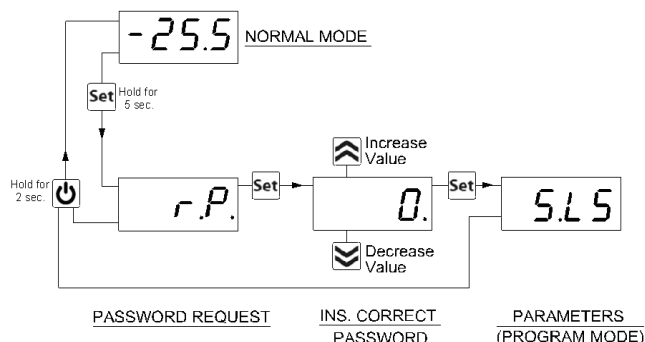 -25.5 NORMAL MODE
Set Hold for
5 sec.
Increase
Value
Hold for
2 sec.
r.P. Set 0. Set S.LS
Decrease
Value
PASSWORD REQUEST
INS. CORRECT
PASSWORD
PARAMETERS
(PROGRAM MODE)